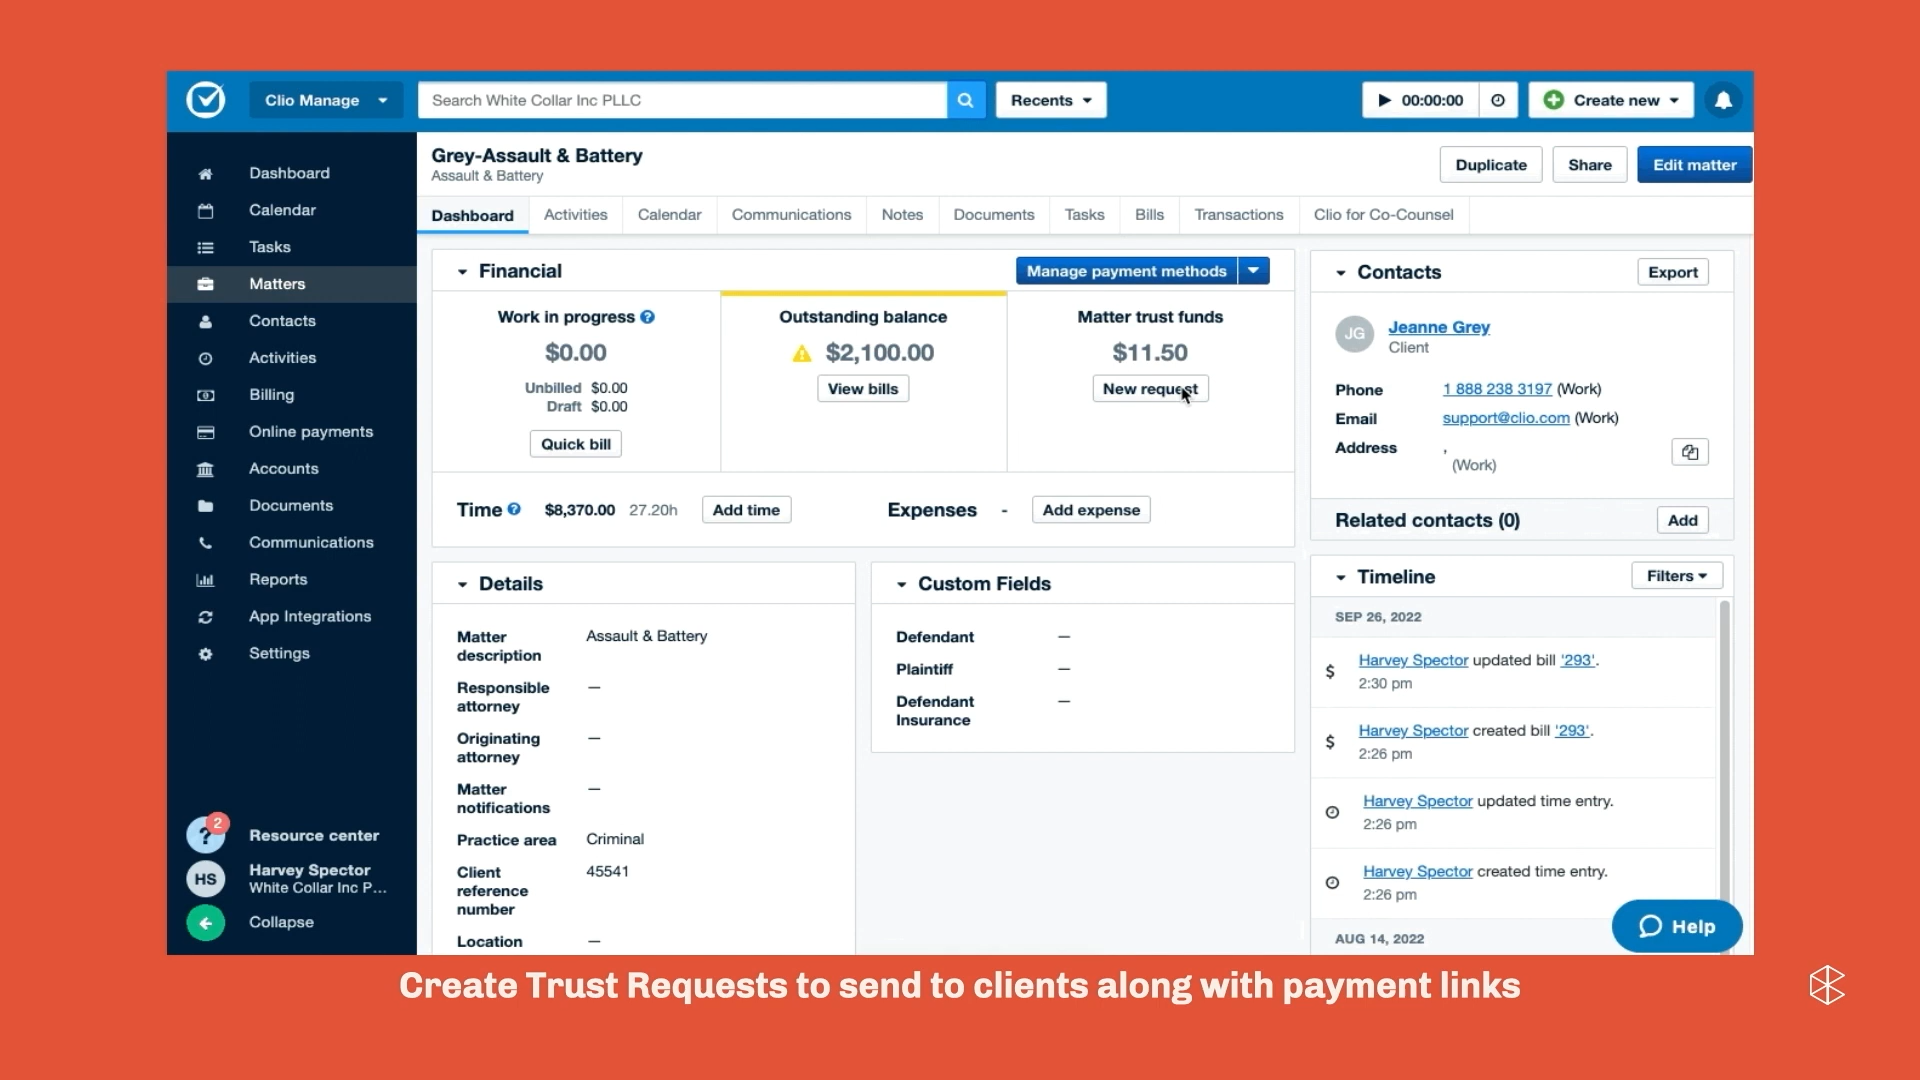 Clio Manage
Search White Collar Inc PLLC
Recents
00:00:00
Create new
Dashboard
Calendar
Tasks
Matters
Contacts
Activities
Billing
Online payments
Accounts
Documents
Communications
Reports
App Integrations
Settings
2
?
Resource center
HS
Harvey Spector
White Collar Inc P...
Collapse
Grey-Assault & Battery
Assault & Battery
Duplicate
Share
Edit matter
Dashboard
Activities
Calendar
Communications
Notes
Documents
Tasks
Bills
Transactions
Clio for Co-Counsel
Financial
Manage payment methods
Work in progress ?
$0.00
Unbilled $0.00
Draft $0.00
Quick bill
Outstanding balance
$2,100.00
View bills
Matter trust funds
$11.50
New request
Time ? $8,370.00 27.20h
Add time
Expenses -
Add expense
Details
Matter description
Assault & Battery
Responsible attorney
—
Originating attorney
—
Matter notifications
—
Practice area
Criminal
Client reference number
45541
Location
—
Custom Fields
Defendant —
Plaintiff —
Defendant Insurance —
Contacts
Export
JG
Jeanne Grey
Client
Phone 1 888 238 3197 (Work)
Email support@clio.com (Work)
Address ,
(Work)
Related contacts (0)
Add
Timeline
Filters
SEP 26, 2022
$
Harvey Spector updated bill '293'.
2:30 pm
$
Harvey Spector created bill '293'.
2:26 pm
Harvey Spector updated time entry.
2:26 pm
Harvey Spector created time entry.
2:26 pm
AUG 14, 2022
Help
Create Trust Requests to send to clients along with payment links